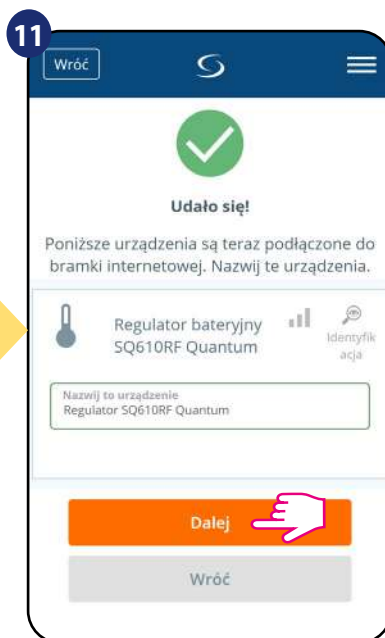 11
Wróć
Udało się!
Poniższe urządzenia są teraz podłączone do
bramki internetowej. Nazwij te urządzenia.
Regulator bateryjny
SQ610RF Quantum
Identyfik
acja
Nazwij to urządzenie
Regulator SQ610RF Quantum
Dalej
Wróć